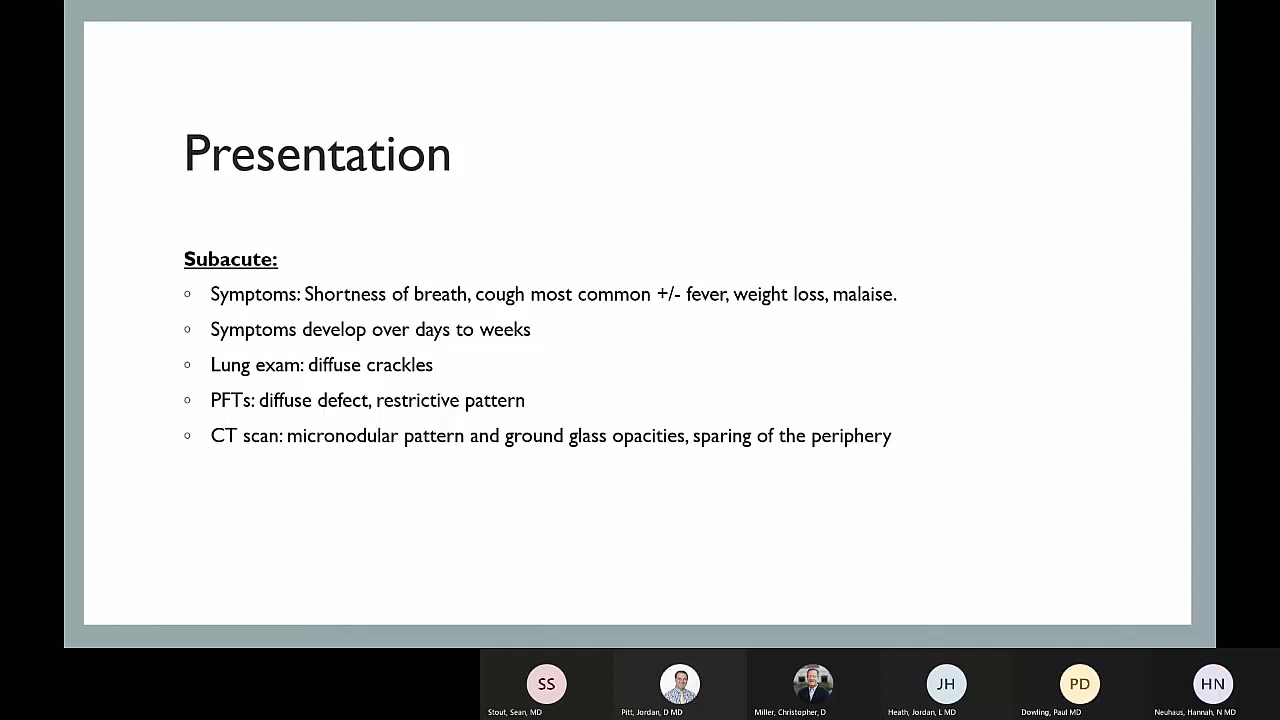 Presentation
Subacute:
Symptoms: Shortness of breath, cough most common +/- fever, weight loss, malaise.
Symptoms develop over days to weeks
Lung exam: diffuse crackles
PFTs: diffuse defect, restrictive pattern
CT scan: micronodular pattern and ground glass opacities, sparing of the periphery
SS
JH
PD
HN
Stout, Sean, MD
Pitt, Jordan, D MD
Miller, Christopher, D
Heath, Jordan, L MD
Dowling, Paul MD
Neuhaus, Hannah, N MD